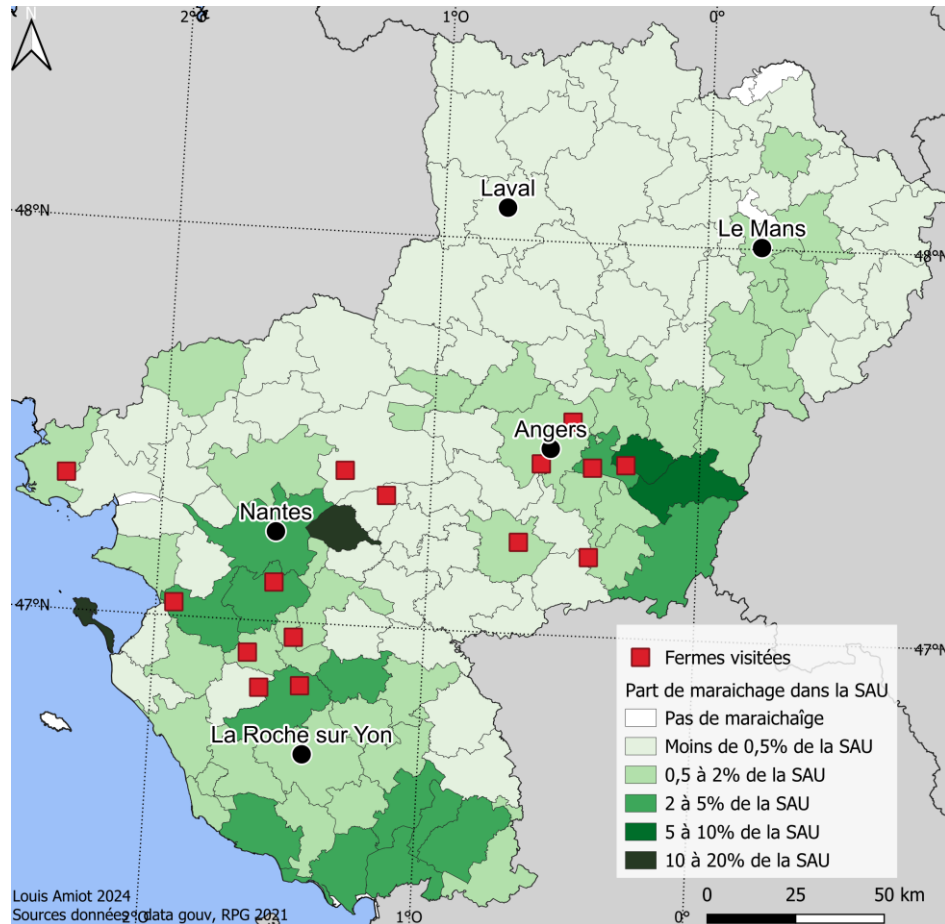 N
2°O
1°O
0°
Laval
48°N
Le Mans
48°N
Angers
Nantes
47°N
47°N
Fermes visitées
Part de maraichage dans la SAU
Pas de maraichaîge
Moins de 0,5% de la SAU
0,5 à 2% de la SAU
2 à 5% de la SAU
5 à 10% de la SAU
10 à 20% de la SAU
La Roche sur Yon
Louis Amiot 2024
Sources données : data gouv, RPG 2021
2°O
1°O
0°
0 25 50 km